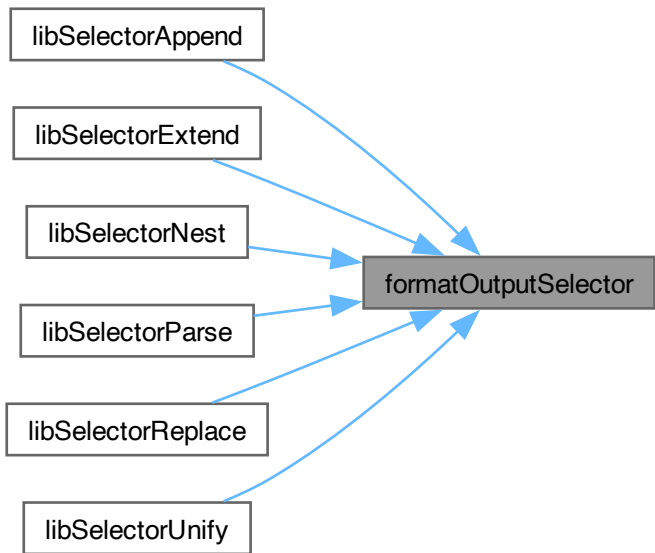 libSelectorAppend
libSelectorExtend
libSelectorNest
formatOutputSelector
libSelectorParse
libSelectorReplace
libSelectorUnify